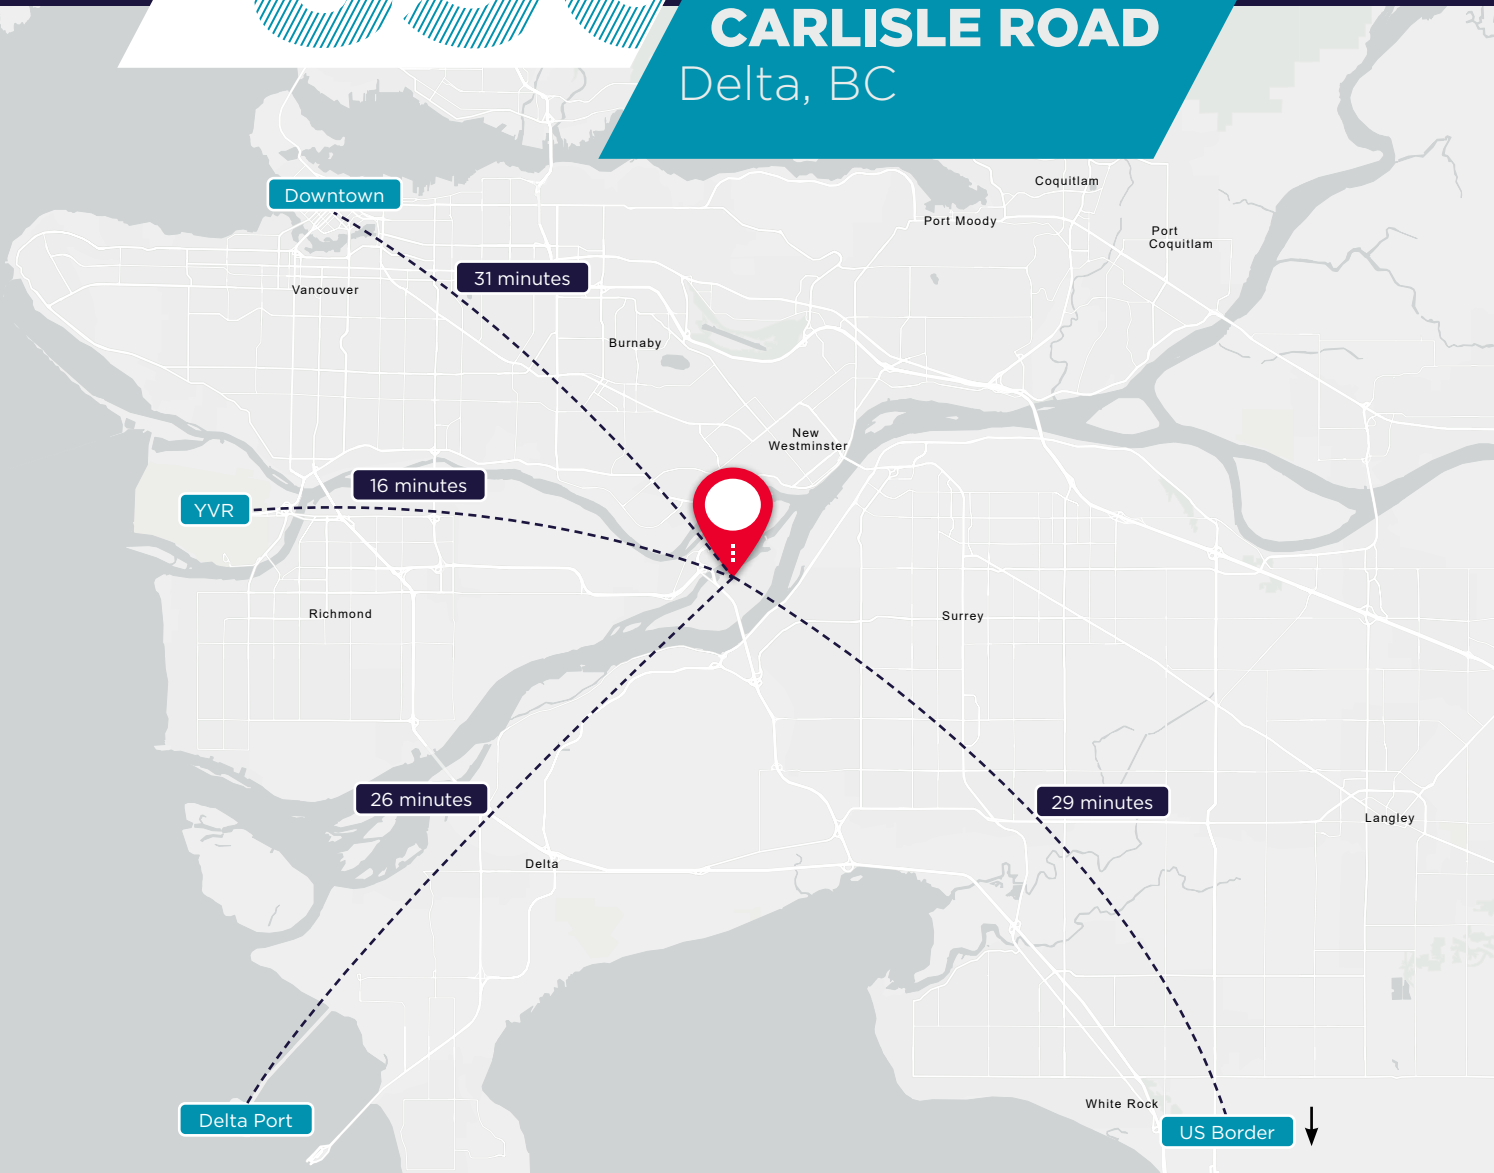 CARLISLE ROAD
Delta, BC
Coquitlam
Downtown
Port Moody
Port
Coquitlam
31 minutes
Vancouver
Burnaby
New
Westminster
16 minutes
YVR
Richmond
Surrey
26 minutes
29 minutes
Langley
Delta
White Rock
Delta Port
US Border